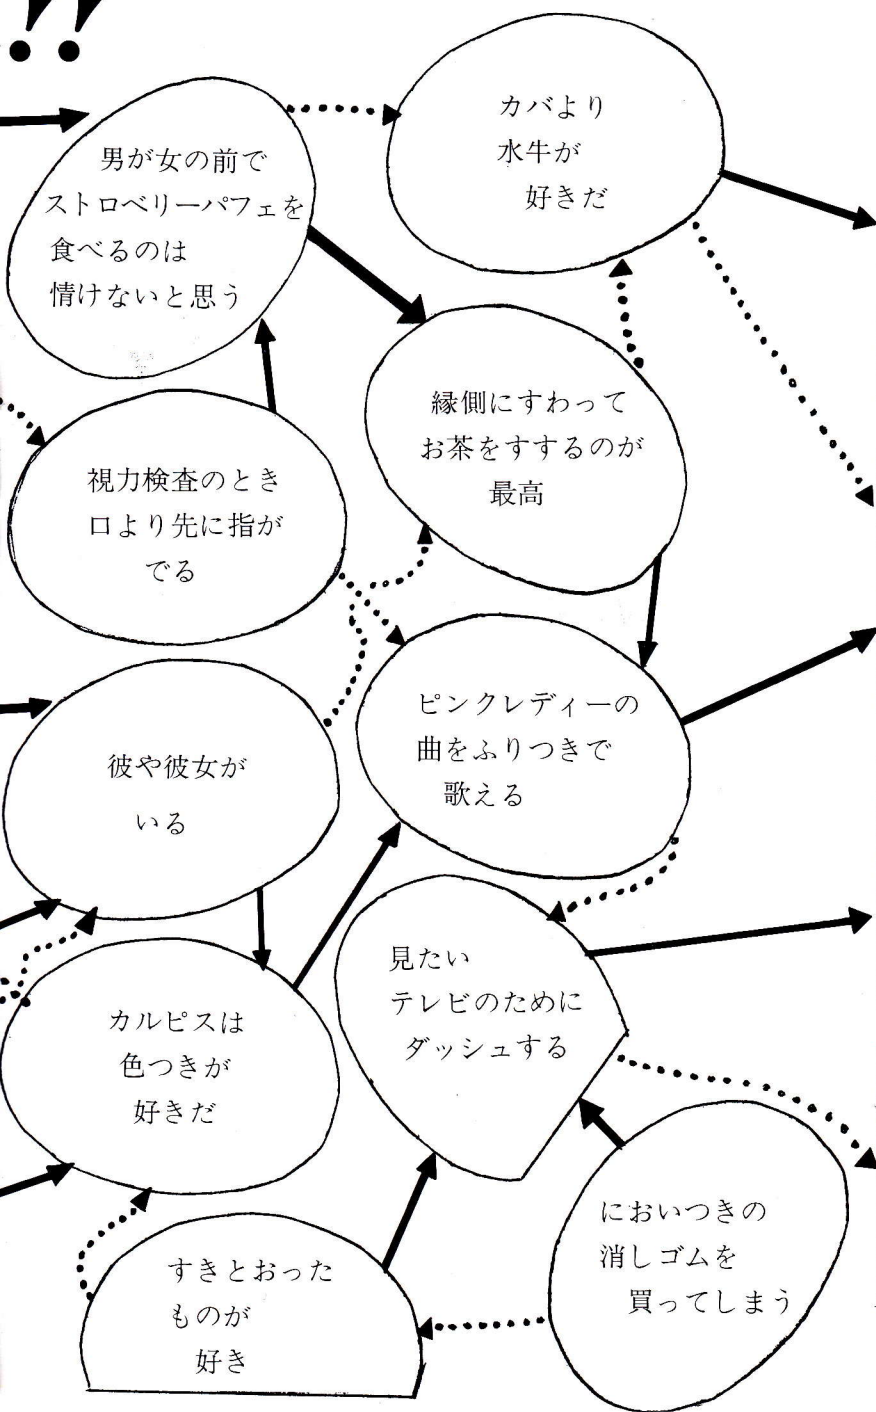 !!
カバより
水牛が
好きだ
男が女の前で
ストロベリーパフェを
食べるのは
情けないと思う
縁側にすわって
お茶をすするのが
最高
視力検査のとき
口より先に指が
でる
ピンクレディーの
曲をふりつきで
歌える
彼や彼女が
いる
見たい
テレビのために
ダッシュする
カルピスは
色つきが
好きだ
においつきの
消しゴムを
買ってしまう
すきとおった
ものが
好き